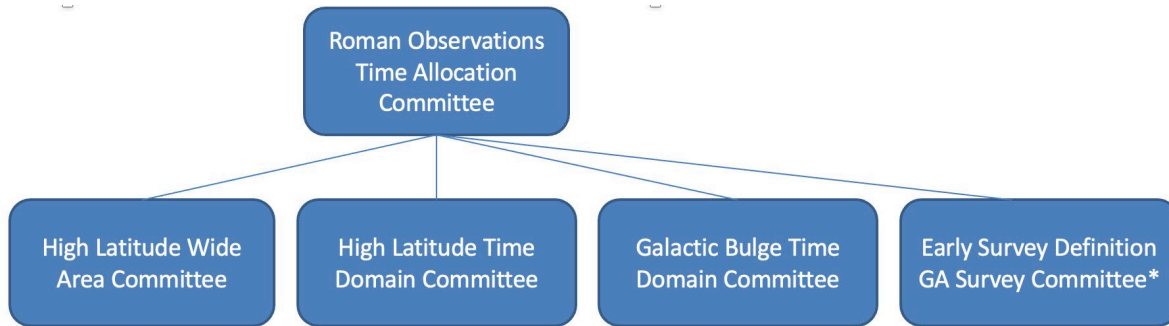 Roman Observations
Time Allocation
Committee
High Latitude Wide
Area Committee
High Latitude Time
Domain Committee
Galactic Bulge Time
Domain Committee
Early Survey Definition
GA Survey Committee*